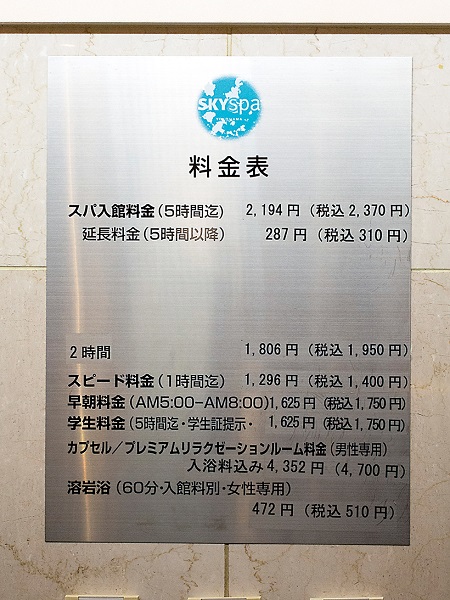 SKYspa
YOKOHAMA
料金表
スパ入館料金(5時間迄) 2,194円(税込2,370円)
延長料金(5時間以降) 287円(税込310円)
2時間 1,806円(税込1,950円)
スピード料金(1時間迄) 1,296円(税込1,400円)
早朝料金(AM5:00-AM8:00)1,625円(税込1,750円)
学生料金(5時間迄・学生証提示・ 1,625円(税込1,750円)
カプセル/プレミアムリラクゼーションルーム料金(男性専用)
入浴料込み4,352円(4,700円)
溶岩浴(60分・入館料別・女性専用)
472円(税込510円)